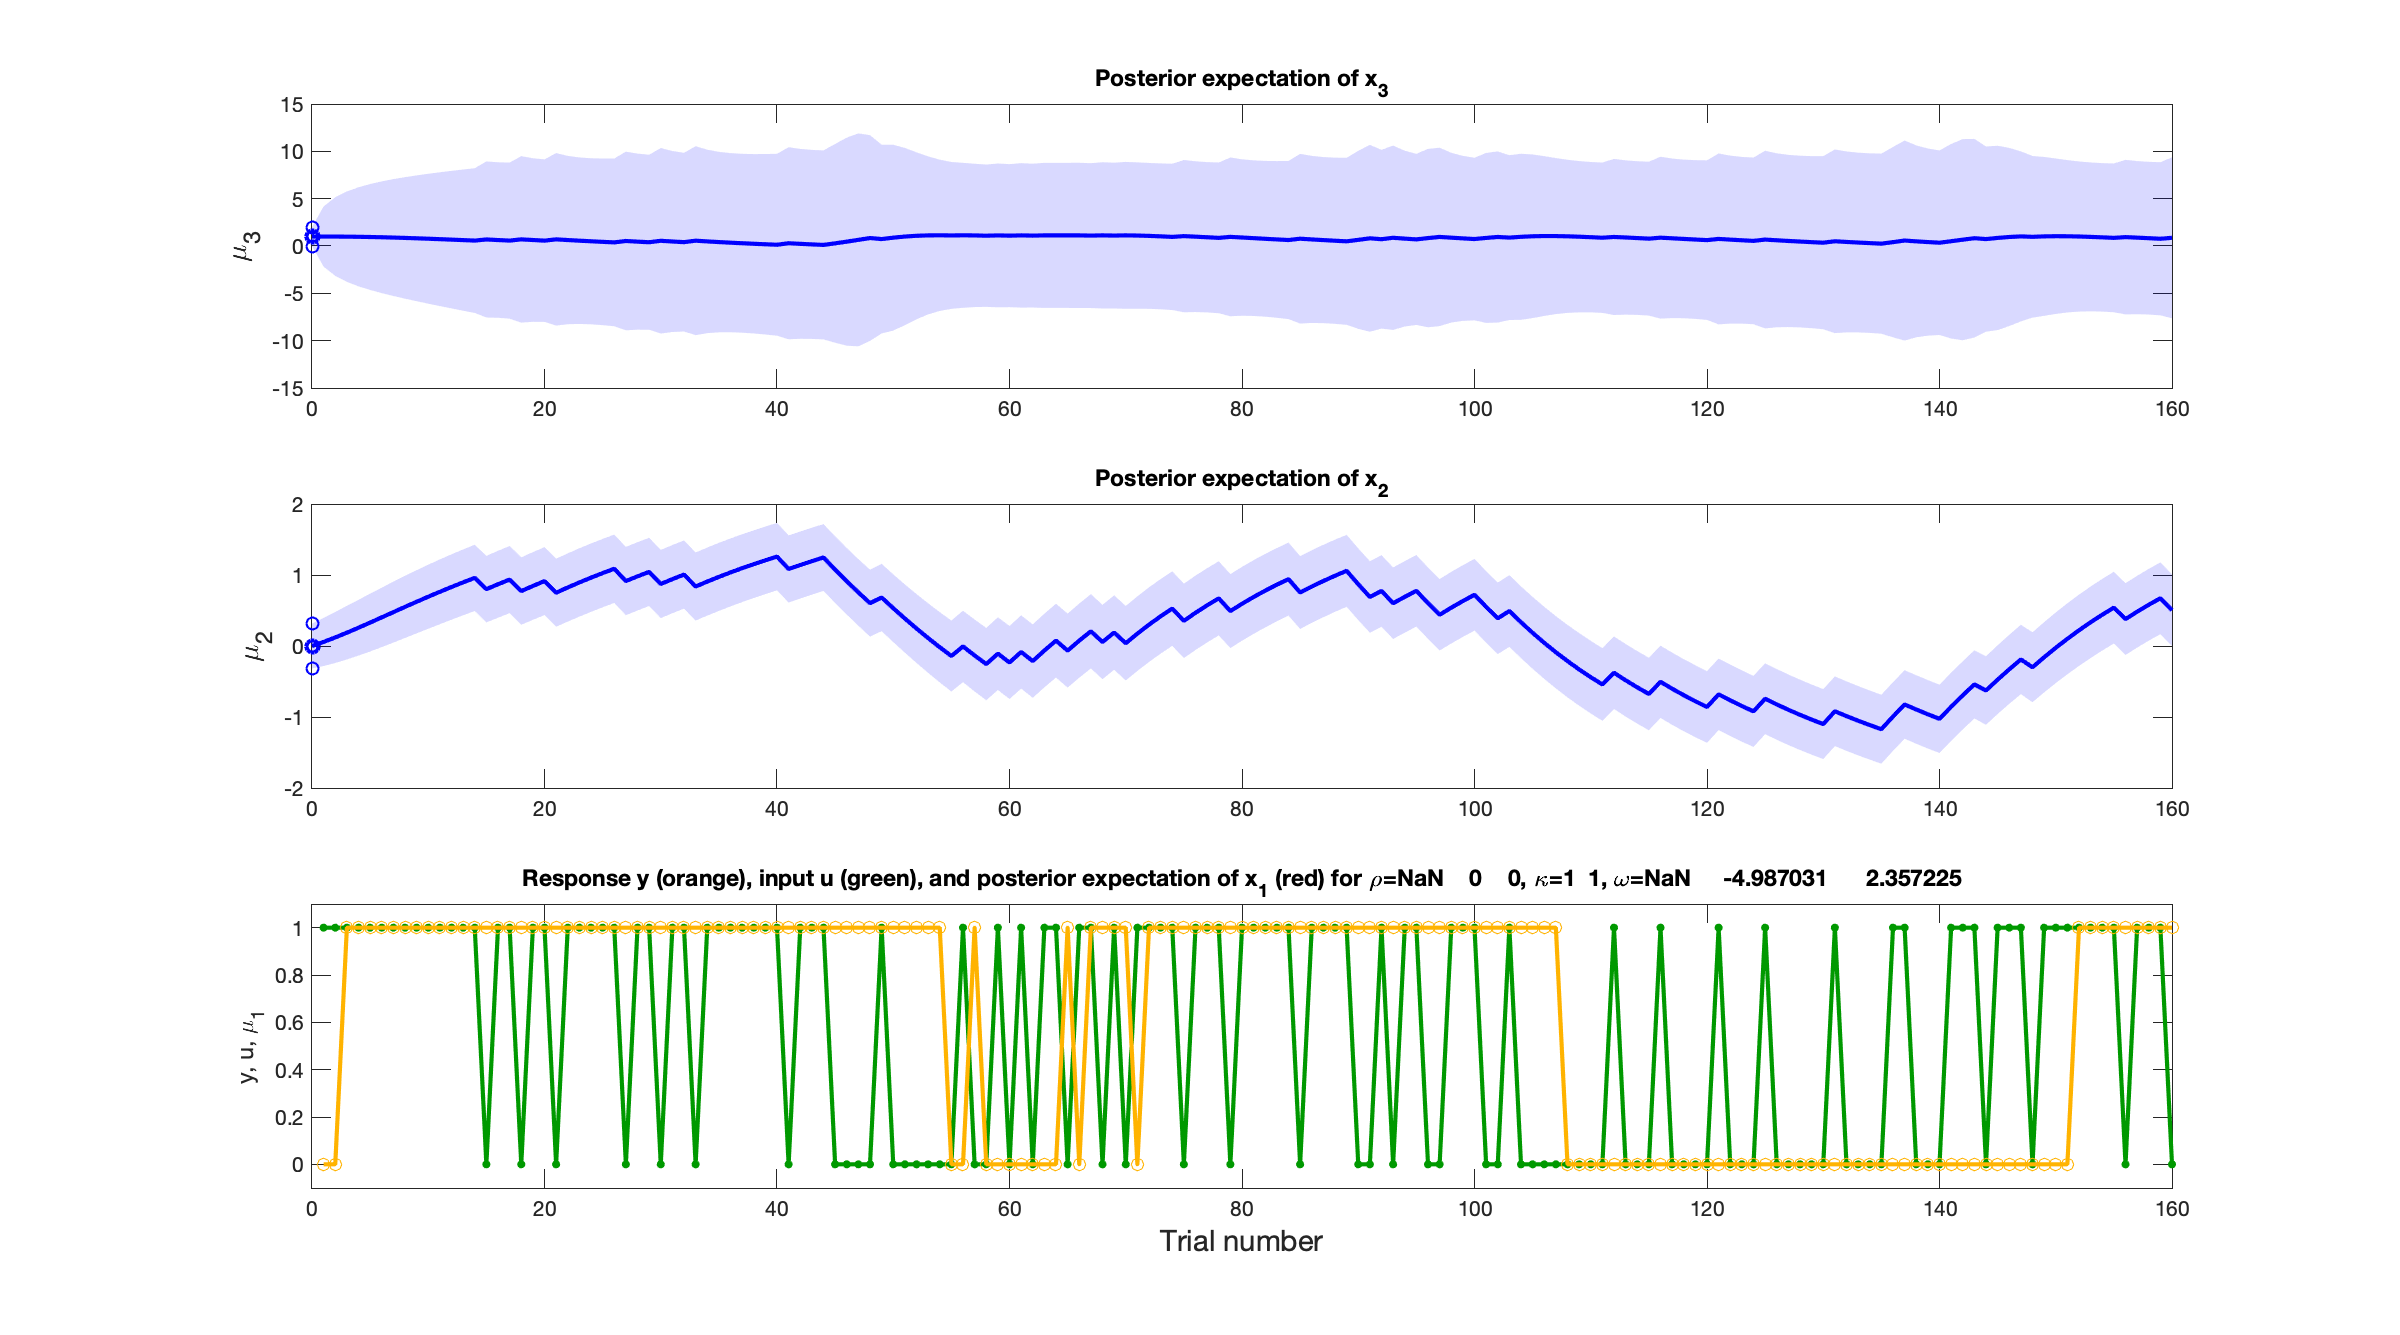 Posterior expectation of x3
15
10
5
0
-5
-10
-15
μ3
0 20 40 60 80 100 120 140 160
Posterior expectation of x2
2
1
0
-1
-2
μ2
0 20 40 60 80 100 120 140 160
Response y (orange), input u (green), and posterior expectation of x1 (red) for ρ=NaN 0 0, κ=1 1, ω=NaN -4.987031 2.357225
1
0.8
0.6
0.4
0.2
0
y, u, μ1
0 20 40 60 80 100 120 140 160
Trial number